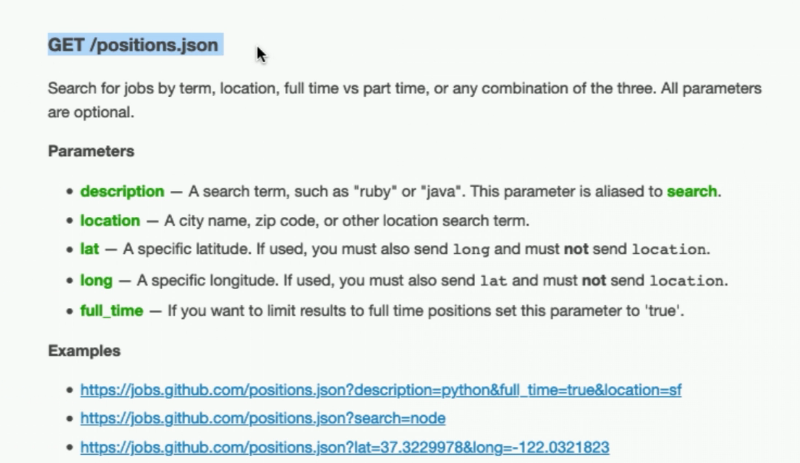 GET /positions.json
Search for jobs by term, location, full time vs part time, or any combination of the three. All parameters
are optional.
Parameters
• description — A search term, such as "ruby" or "java". This parameter is aliased to search.
• location — A city name, zip code, or other location search term.
• lat — A specific latitude. If used, you must also send long and must not send location.
• long — A specific longitude. If used, you must also send lat and must not send location.
• full_time — If you want to limit results to full time positions set this parameter to 'true'.
Examples
• https://jobs.github.com/positions.json?description=python&full_time=true&location=sf
• https://jobs.github.com/positions.json?search=node
• https://jobs.github.com/positions.json?lat=37.3229978&long=-122.0321823